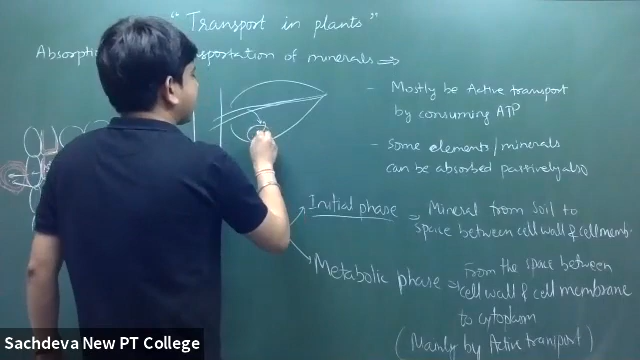 "Transport in plants"
Absorption of minerals ⇒
- Mostly be Active transport
by consuming ATP
- Some elements/minerals
can be absorbed passively also
Initial phase = Mineral from soil to
space between cell wall & cell memb.
Metabolic phase = From the space between
cell wall & cell membrane
to cytoplasm
(Mainly by Active transport)
Sachdeva New PT College